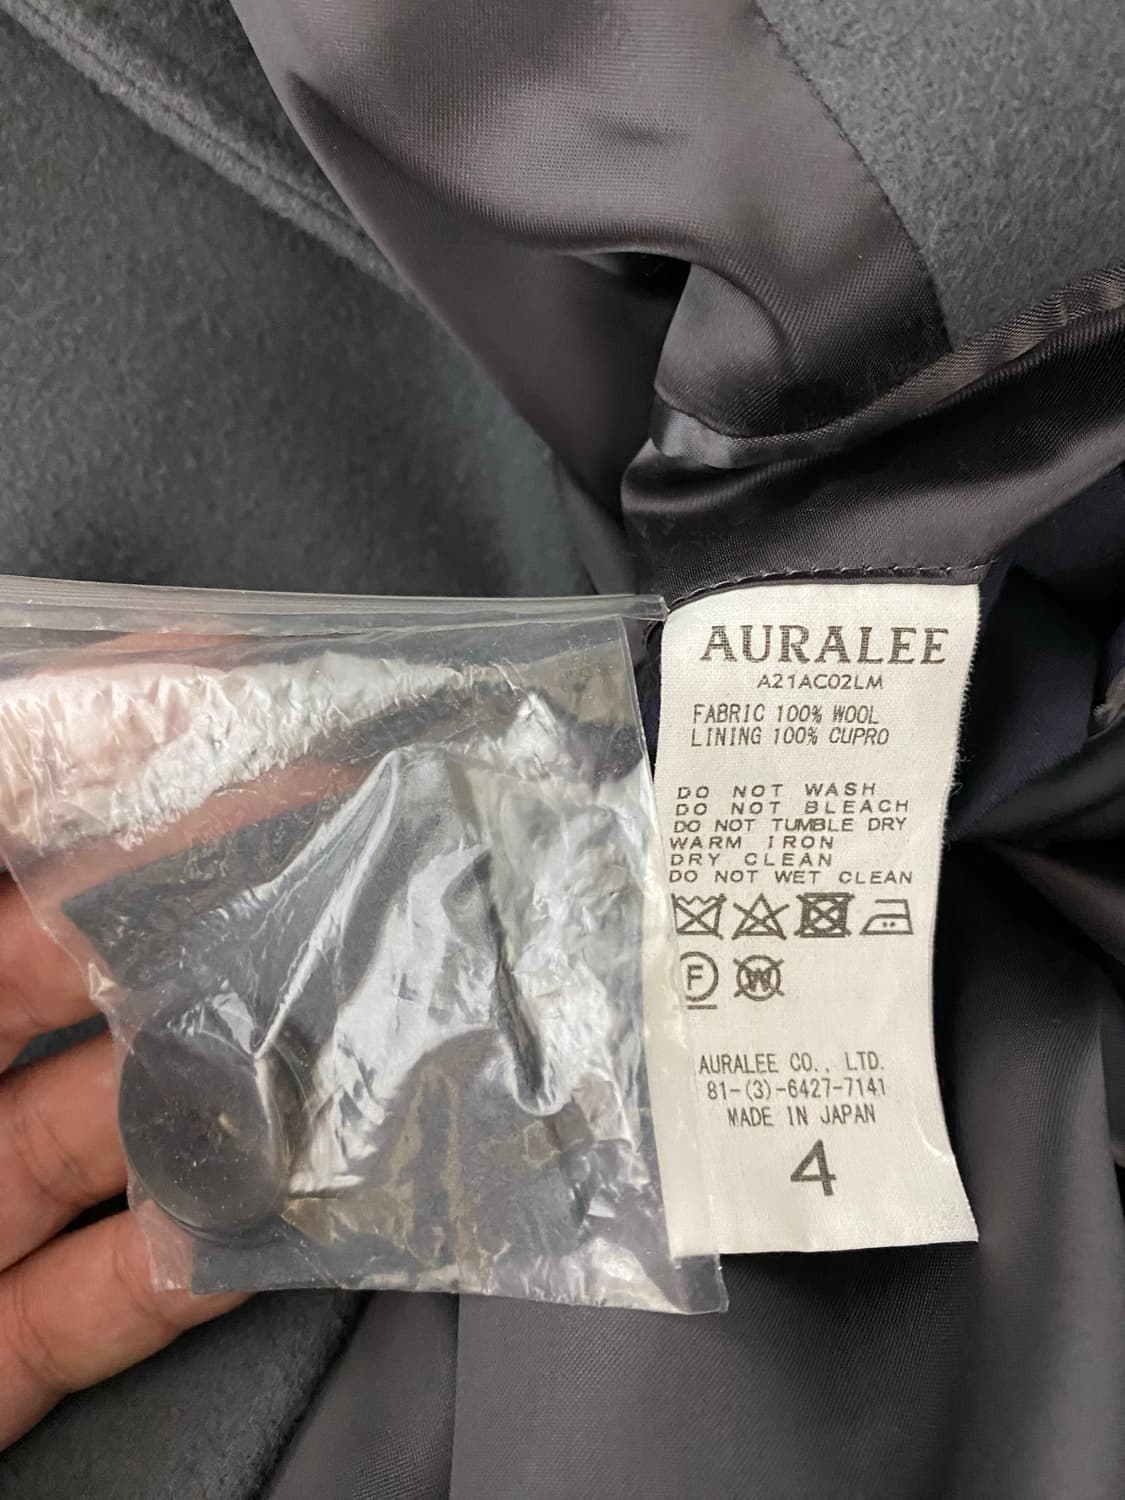 AURALEE
A21AC02LM
FABRIC 100% WOOL
LINING 100% CUPRO
DO NOT WASH
DO NOT BLEACH
DO NOT TUMBLE DRY
WARM IRON
DRY CLEAN
DO NOT WET CLEAN
F W
AURALEE CO., LTD.
81-(3)-6427-7141
MADE IN JAPAN
4